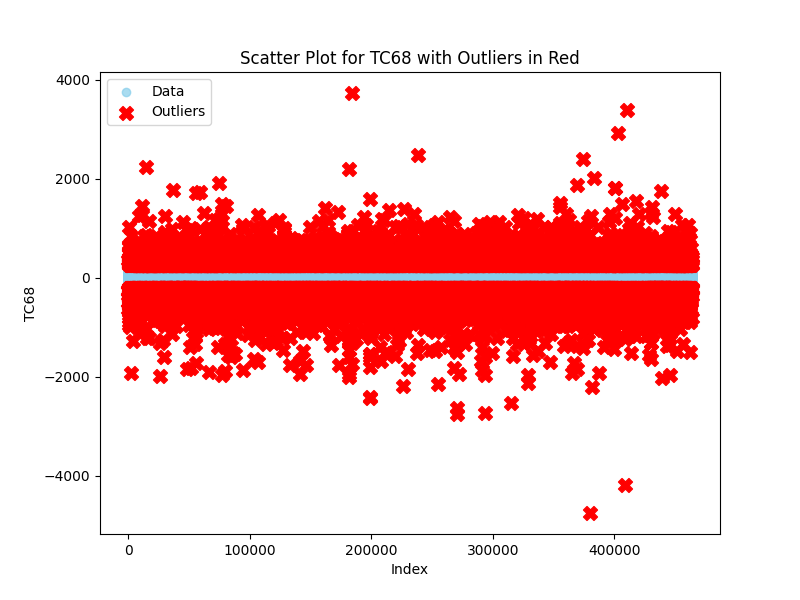 Scatter Plot for TC68 with Outliers in Red
Data
Outliers
4000
2000
0
−2000
−4000
TC68
0
100000
200000
300000
400000
Index